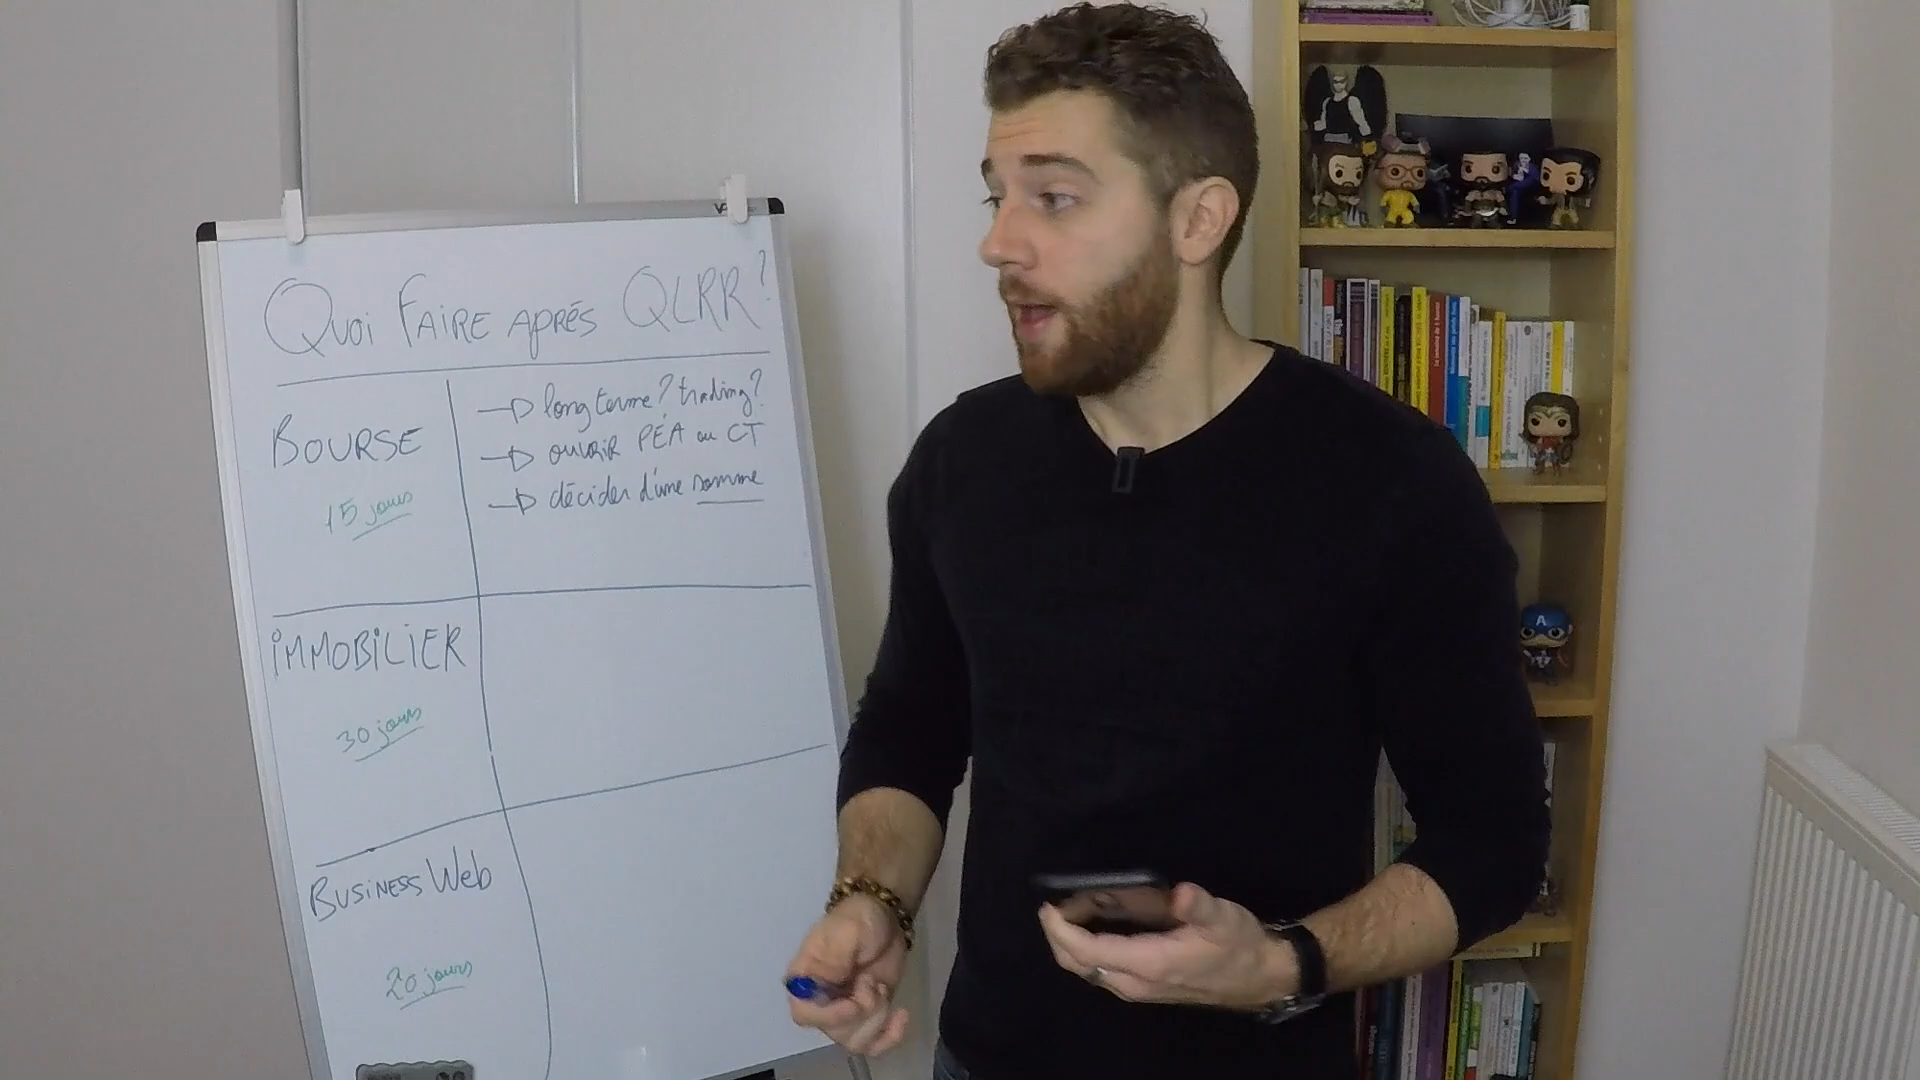 Quoi FAIRE APRÈS QLRR?
BOURSE
15 jours
long terme? trading?
ouvrir PÉA ou CT
décider d'une somme
iMMOBiLiER
30 jours
BUSiNESS Web
20 jours